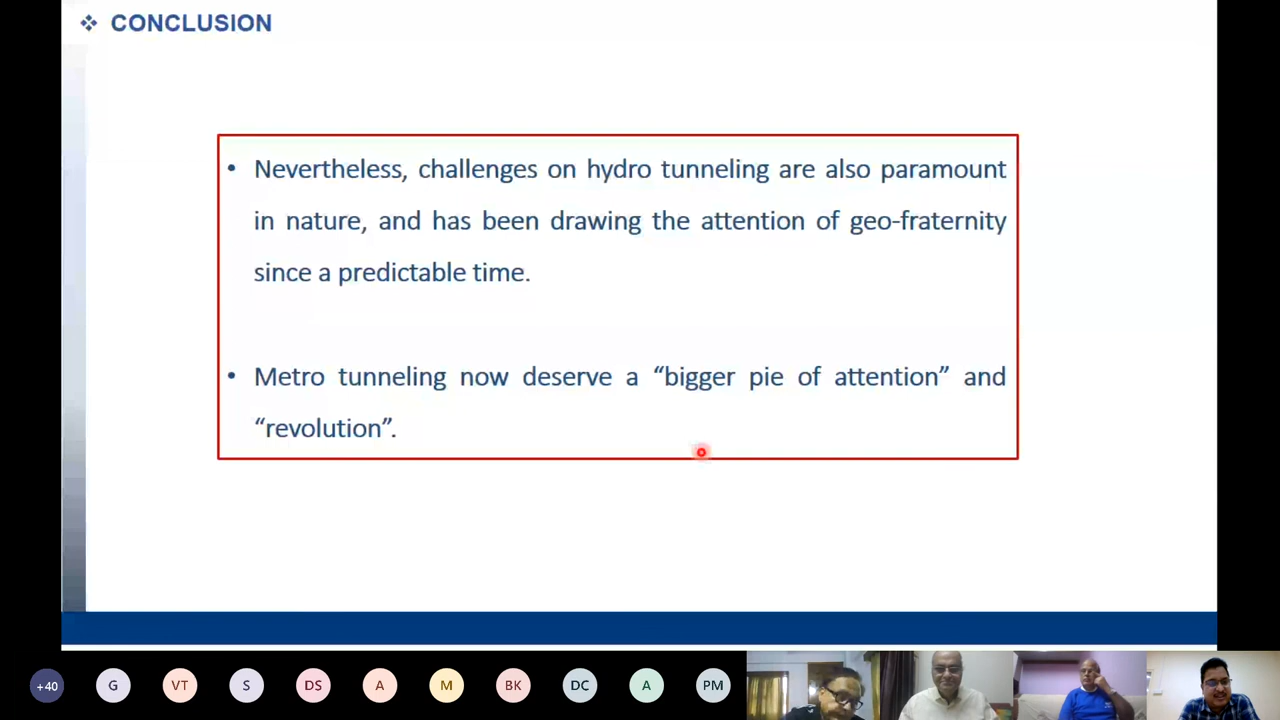 ❖ CONCLUSION
• Nevertheless, challenges on hydro tunneling are also paramount
in nature, and has been drawing the attention of geo-fraternity
since a predictable time.
• Metro tunneling now deserve a “bigger pie of attention” and
“revolution”.
+40 G VT S DS A M BK DC A PM